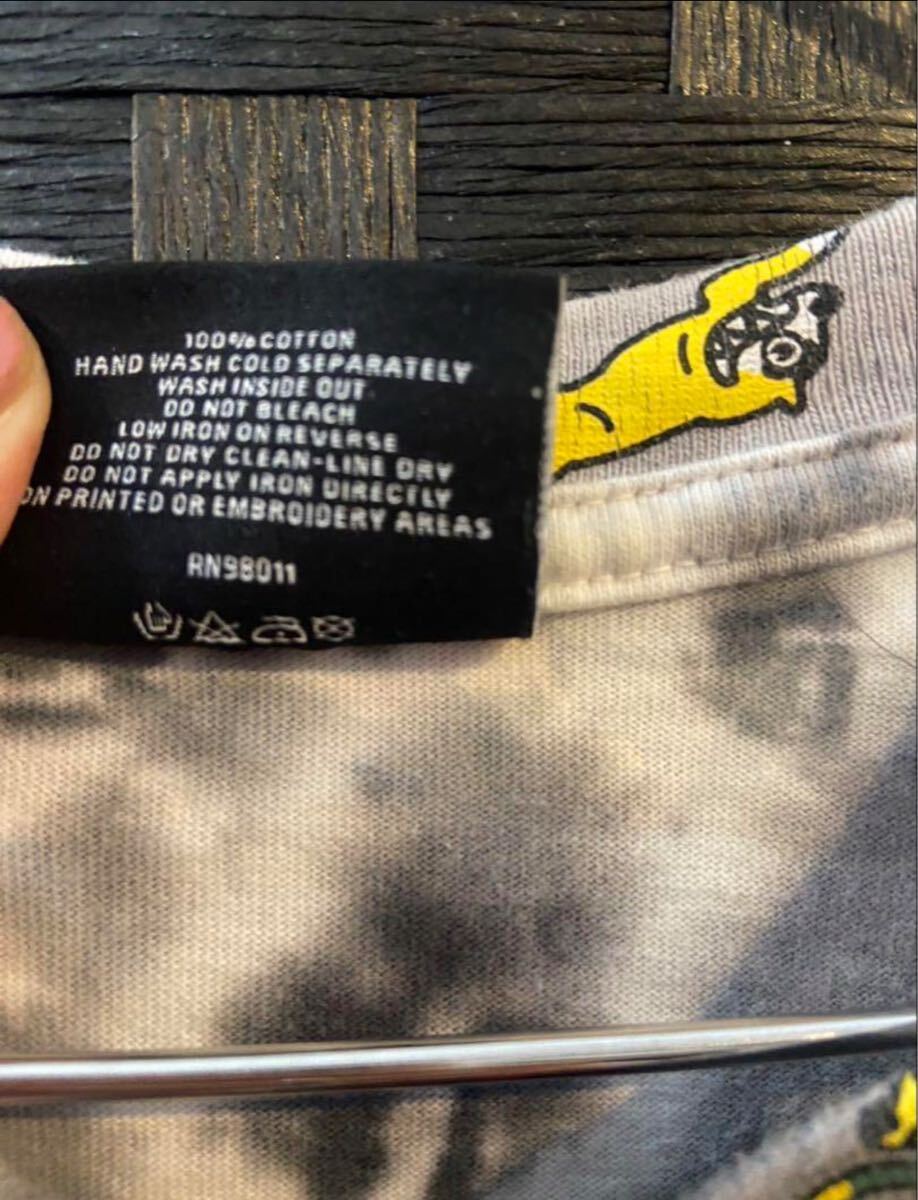 100% COTTON
HAND WASH COLD SEPARATELY
WASH INSIDE OUT
DO NOT BLEACH
LOW IRON ON REVERSE
DO NOT DRY CLEAN-LINE DRY
DO NOT APPLY IRON DIRECTLY
ON PRINTED OR EMBROIDERY AREAS
RN98011